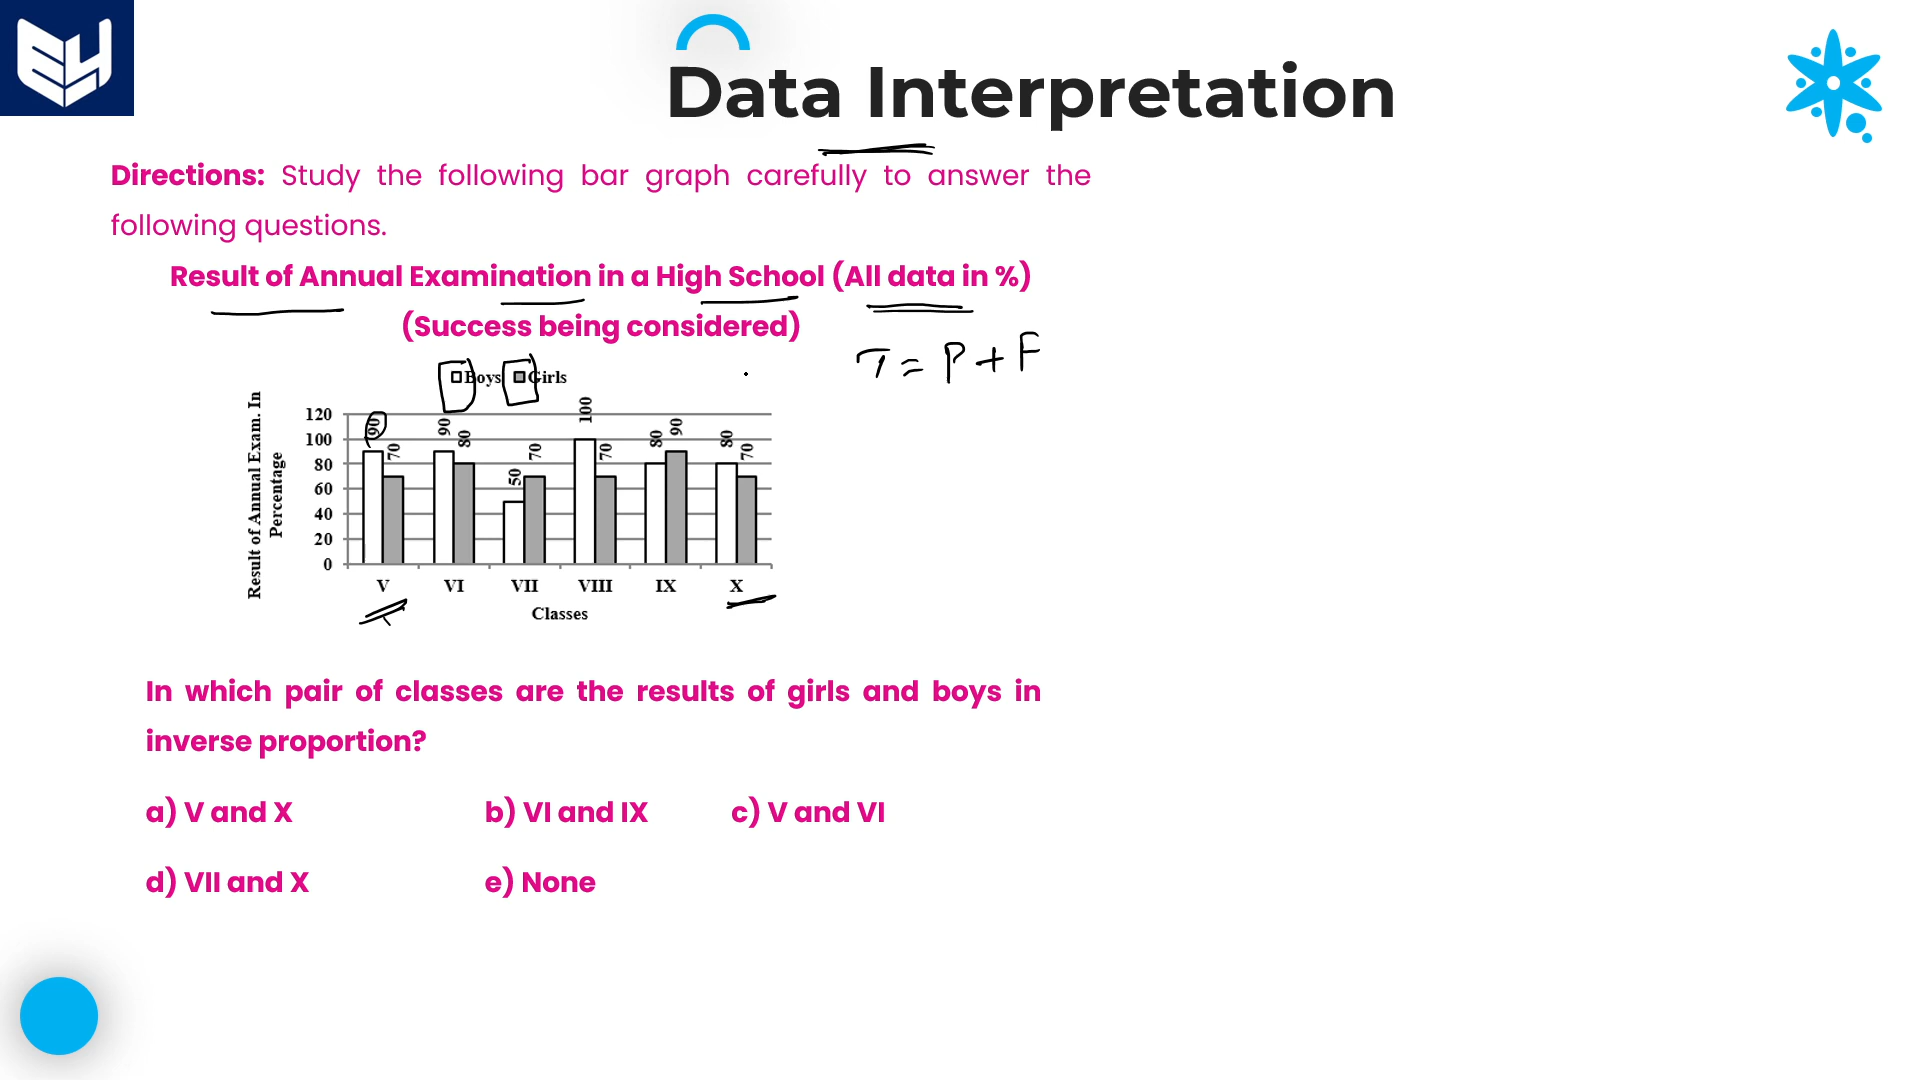 Data Interpretation
Directions: Study the following bar graph carefully to answer the
following questions.
Result of Annual Examination in a High School (All data in %)
(Success being considered)
T = P + F
Boys Girls
Result of Annual Exam. In
Percentage
120
100
80
60
40
20
0
90 70 90 80 50 70 100 70 80 90 80 70
V VI VII VIII IX X
Classes
In which pair of classes are the results of girls and boys in
inverse proportion?
a) V and X b) VI and IX c) V and VI
d) VII and X e) None